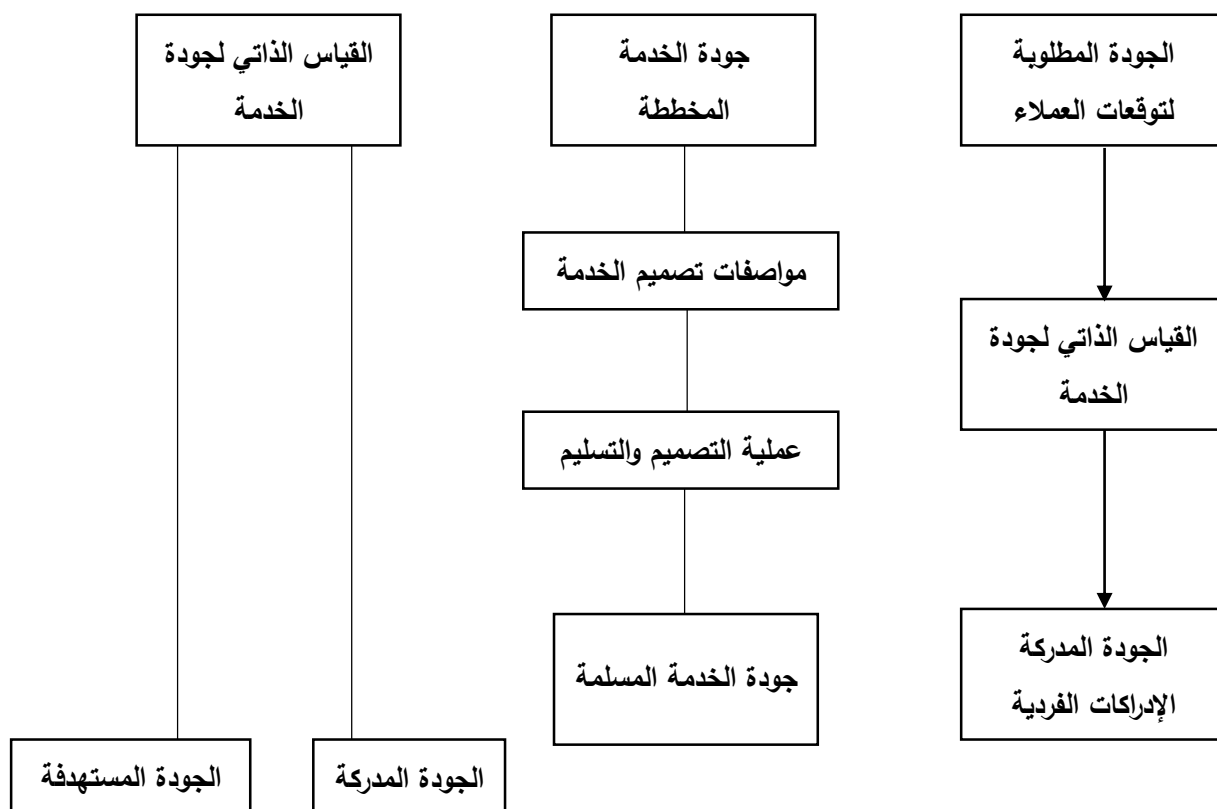 الجودة المطلوبة
لتوقعات العملاء
القياس الذاتي لجودة
الخدمة
الجودة المدركة
الإدراكات الفردية
جودة الخدمة
المخططة
مواصفات تصميم الخدمة
عملية التصميم والتسليم
جودة الخدمة المسلمة
القياس الذاتي لجودة
الخدمة
الجودة المدركة
الجودة المستهدفة